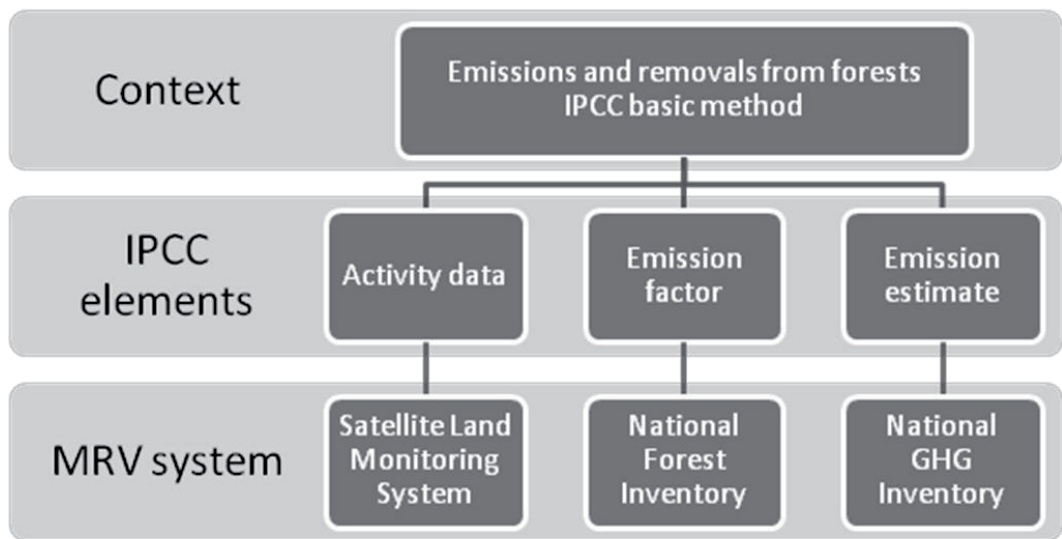 Context
Emissions and removals from forests
IPCC basic method
IPCC
elements
Activity data
Emission
factor
Emission
estimate
MRV system
Satellite Land
Monitoring
System
National
Forest
Inventory
National
GHG
Inventory